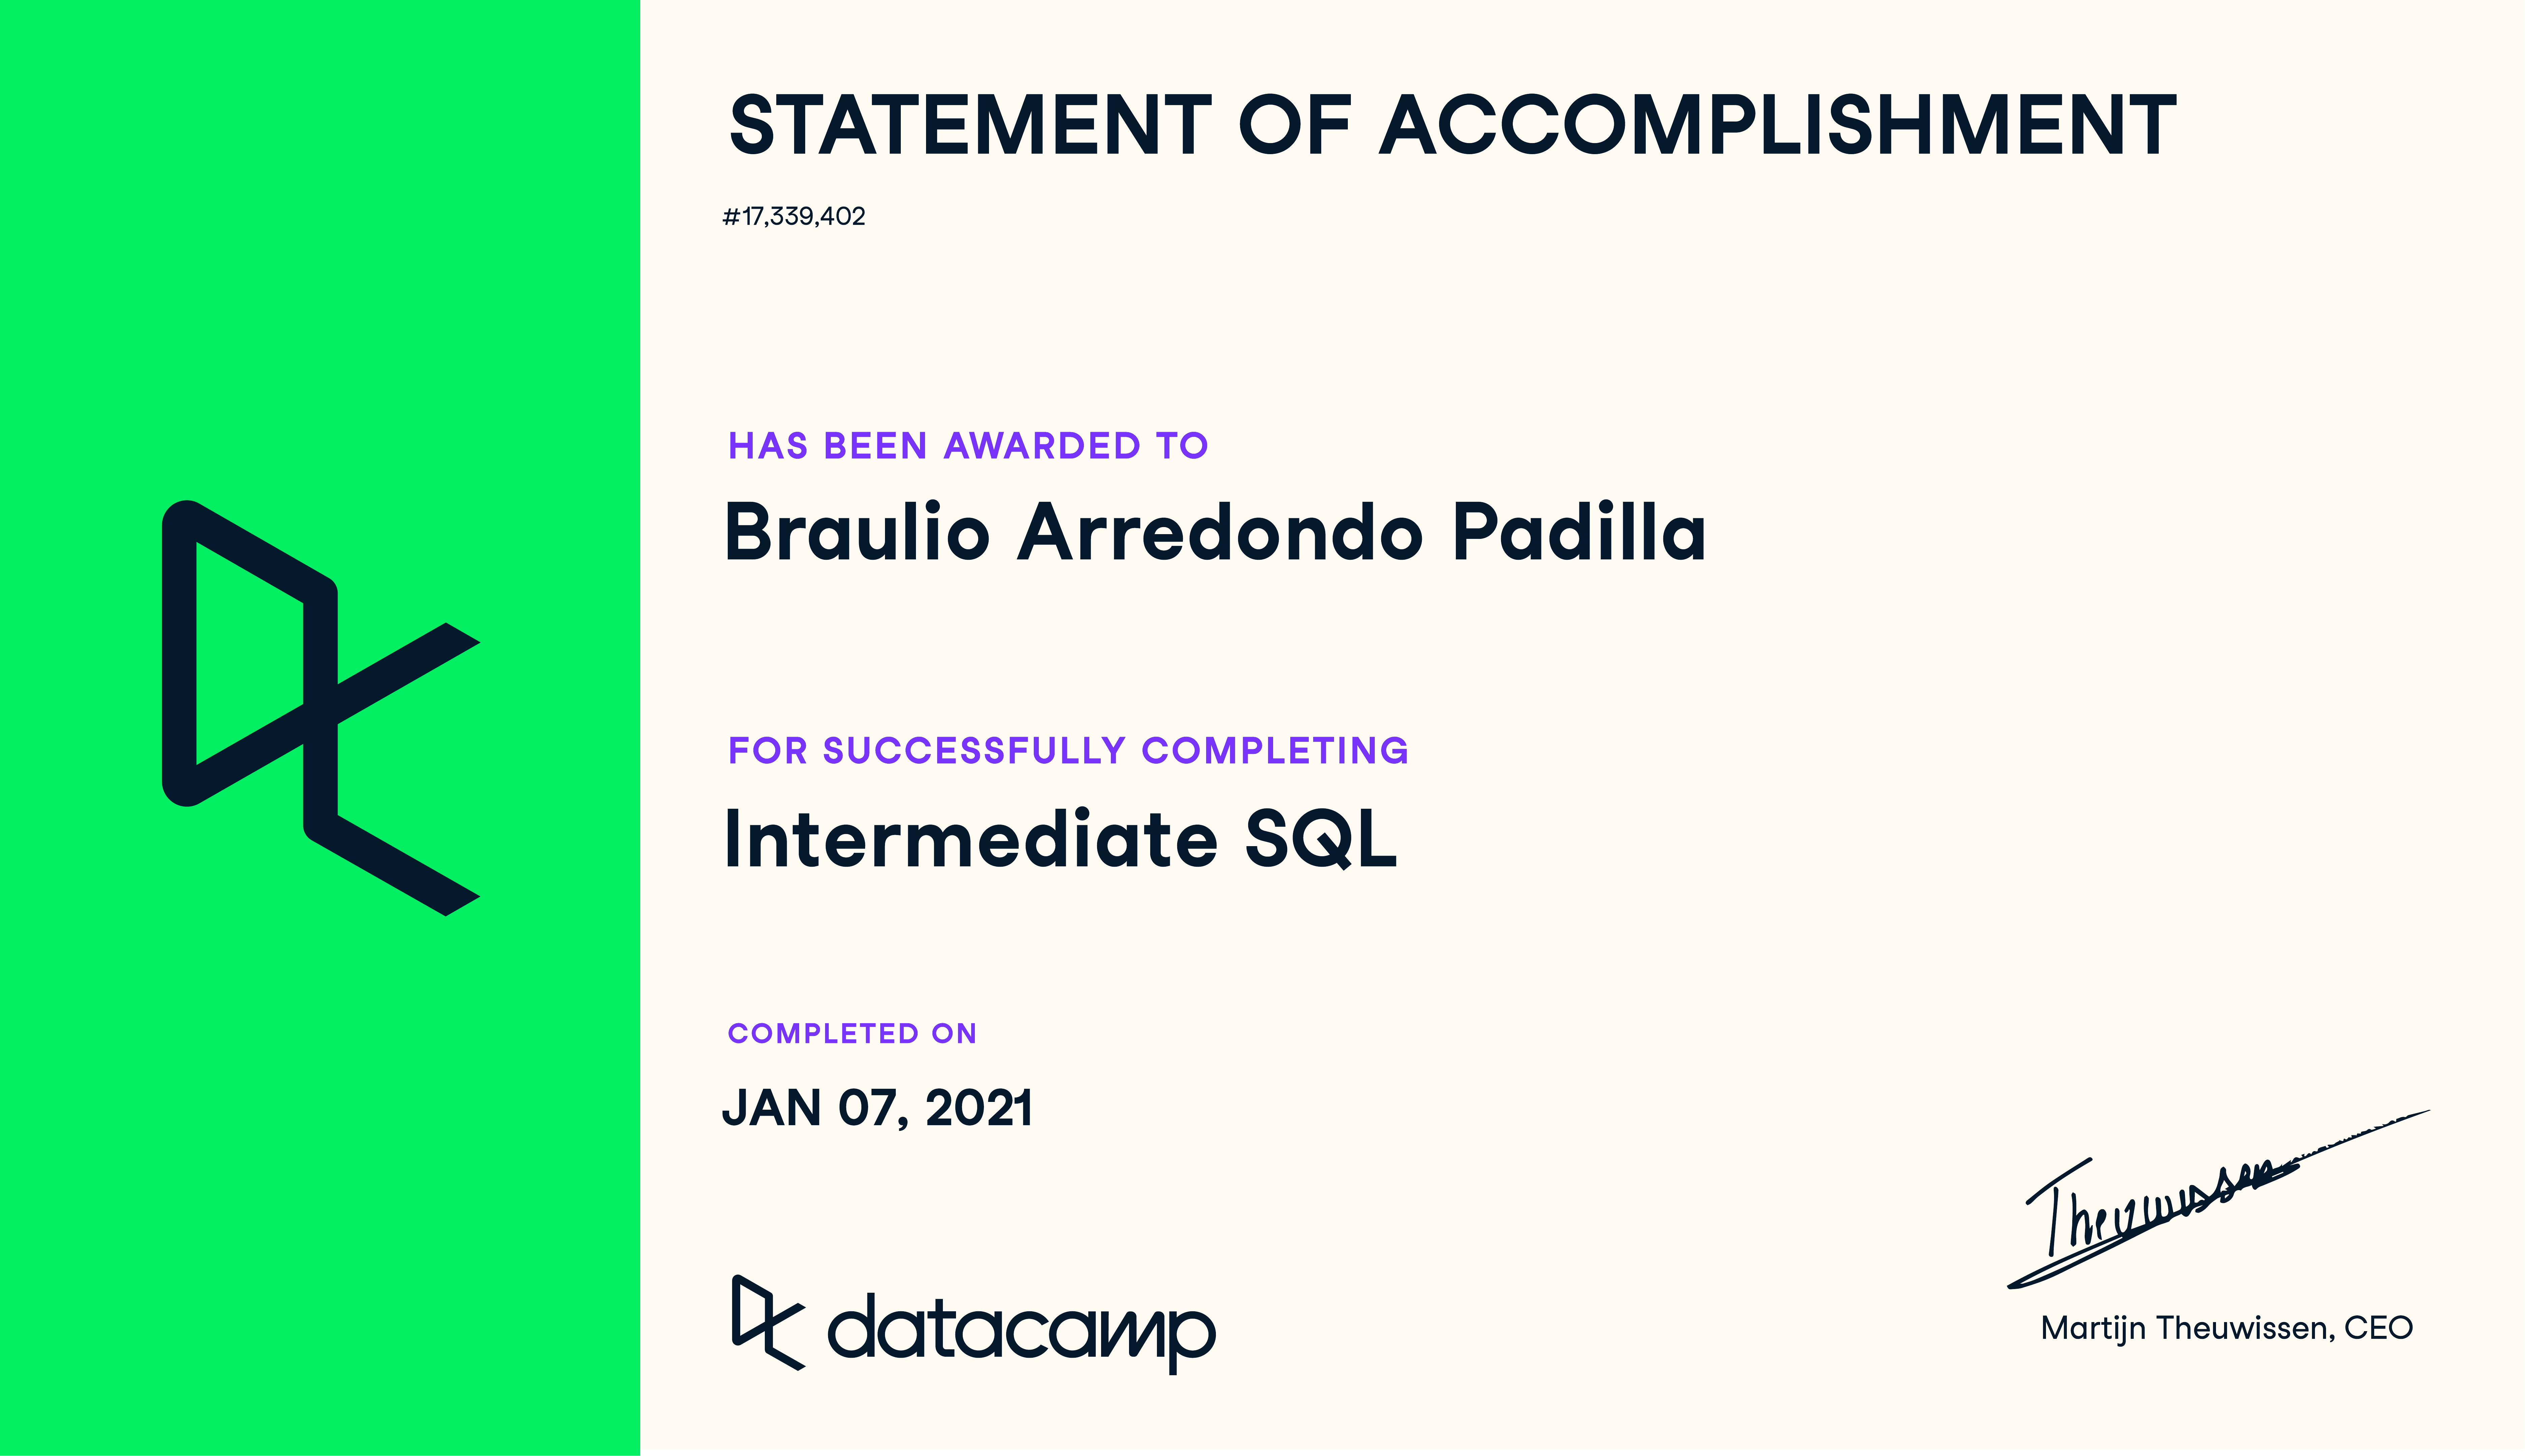 STATEMENT OF ACCOMPLISHMENT
#17,339,402
HAS BEEN AWARDED TO
Braulio Arredondo Padilla
FOR SUCCESSFULLY COMPLETING
Intermediate SQL
COMPLETED ON
JAN 07, 2021
Theuwissen
datacamp
Martijn Theuwissen, CEO